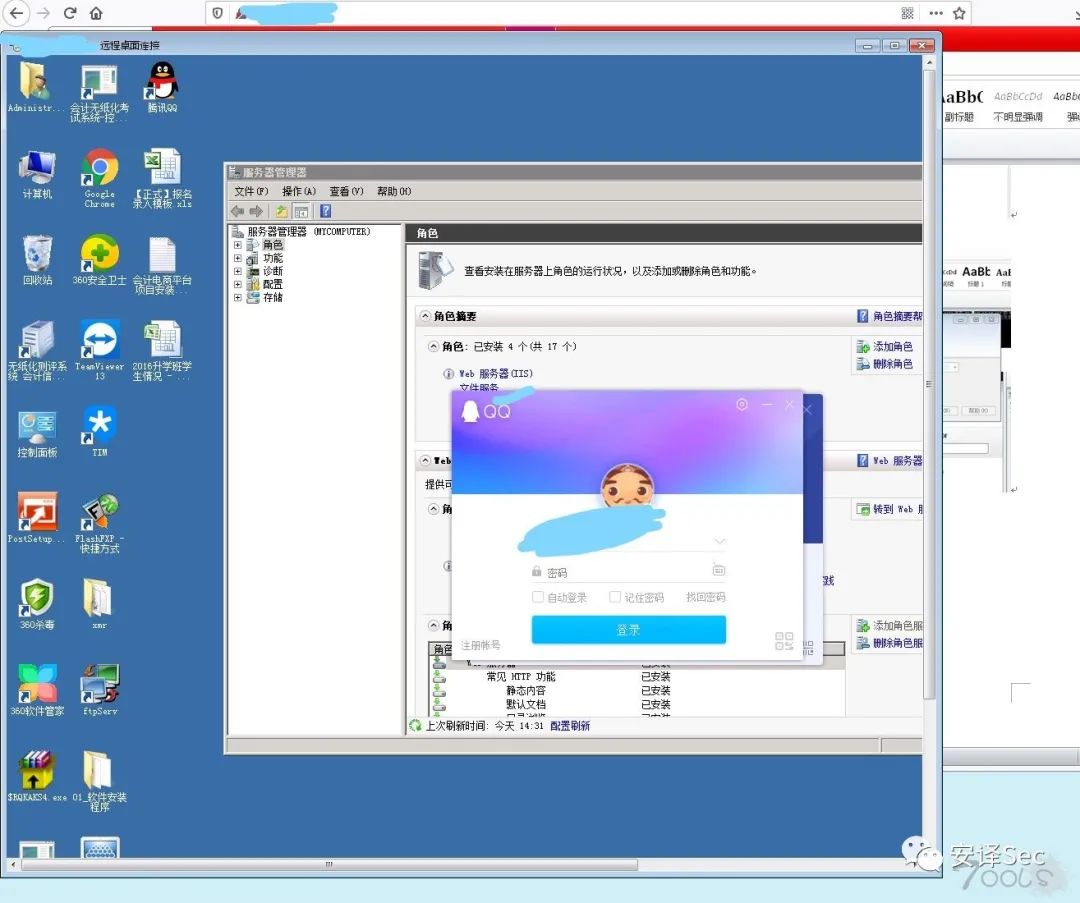 远程桌面连接
Administr...
会计无纸化考
试系统-控...
腾讯QQ
副标题
不明显强调
AaBbCcDd
计算机
Google
Chrome
【正式】报名
录入模板.xls
回收站
360安全卫士
会计电商平台
项目安装...
无纸化测评系
统 会计信...
TeamViewer
13
2016升学班学
生情况 - ...
控制面板
TIM
PostSetup...
FlashFXP -
快捷方式
360杀毒
xmr
360软件管家
ftpServ
$RQKAKS4.exe
01_软件安装
程序
服务器管理器
文件(F) 操作(A) 查看(V) 帮助(H)
服务器管理器 (MYCOMPUTER)
角色
功能
诊断
配置
存储
角色
查看安装在服务器上角色的运行状况，以及添加或删除角色和功能。
角色摘要
角色摘要帮
角色: 已安装 4 个(共 17 个)
添加角色
删除角色
Web 服务器(IIS)
文件服务
QQ
Web
Web 服务器
提供可
角
转到 Web 服
密码
自动登录
记住密码
找回密码
登录
注册帐号
角
添加角色服
删除角色服
角色
已安装
常见 HTTP 功能 已安装
静态内容 已安装
默认文档 已安装
上次刷新时间: 今天 14:31 配置刷新
AaBb
标题 1
帮助(H)
安译Sec
Tools